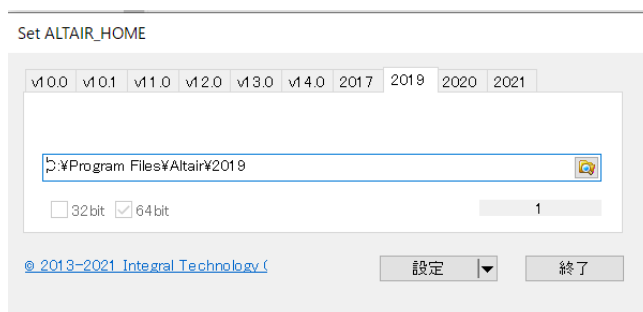 Set ALTAIR_HOME
v10.0 v10.1 v11.0 v12.0 v13.0 v14.0 2017 2019 2020 2021
C:¥Program Files¥Altair¥2019
32bit 64bit 1
© 2013-2021 Integral Technology (
設定 終了